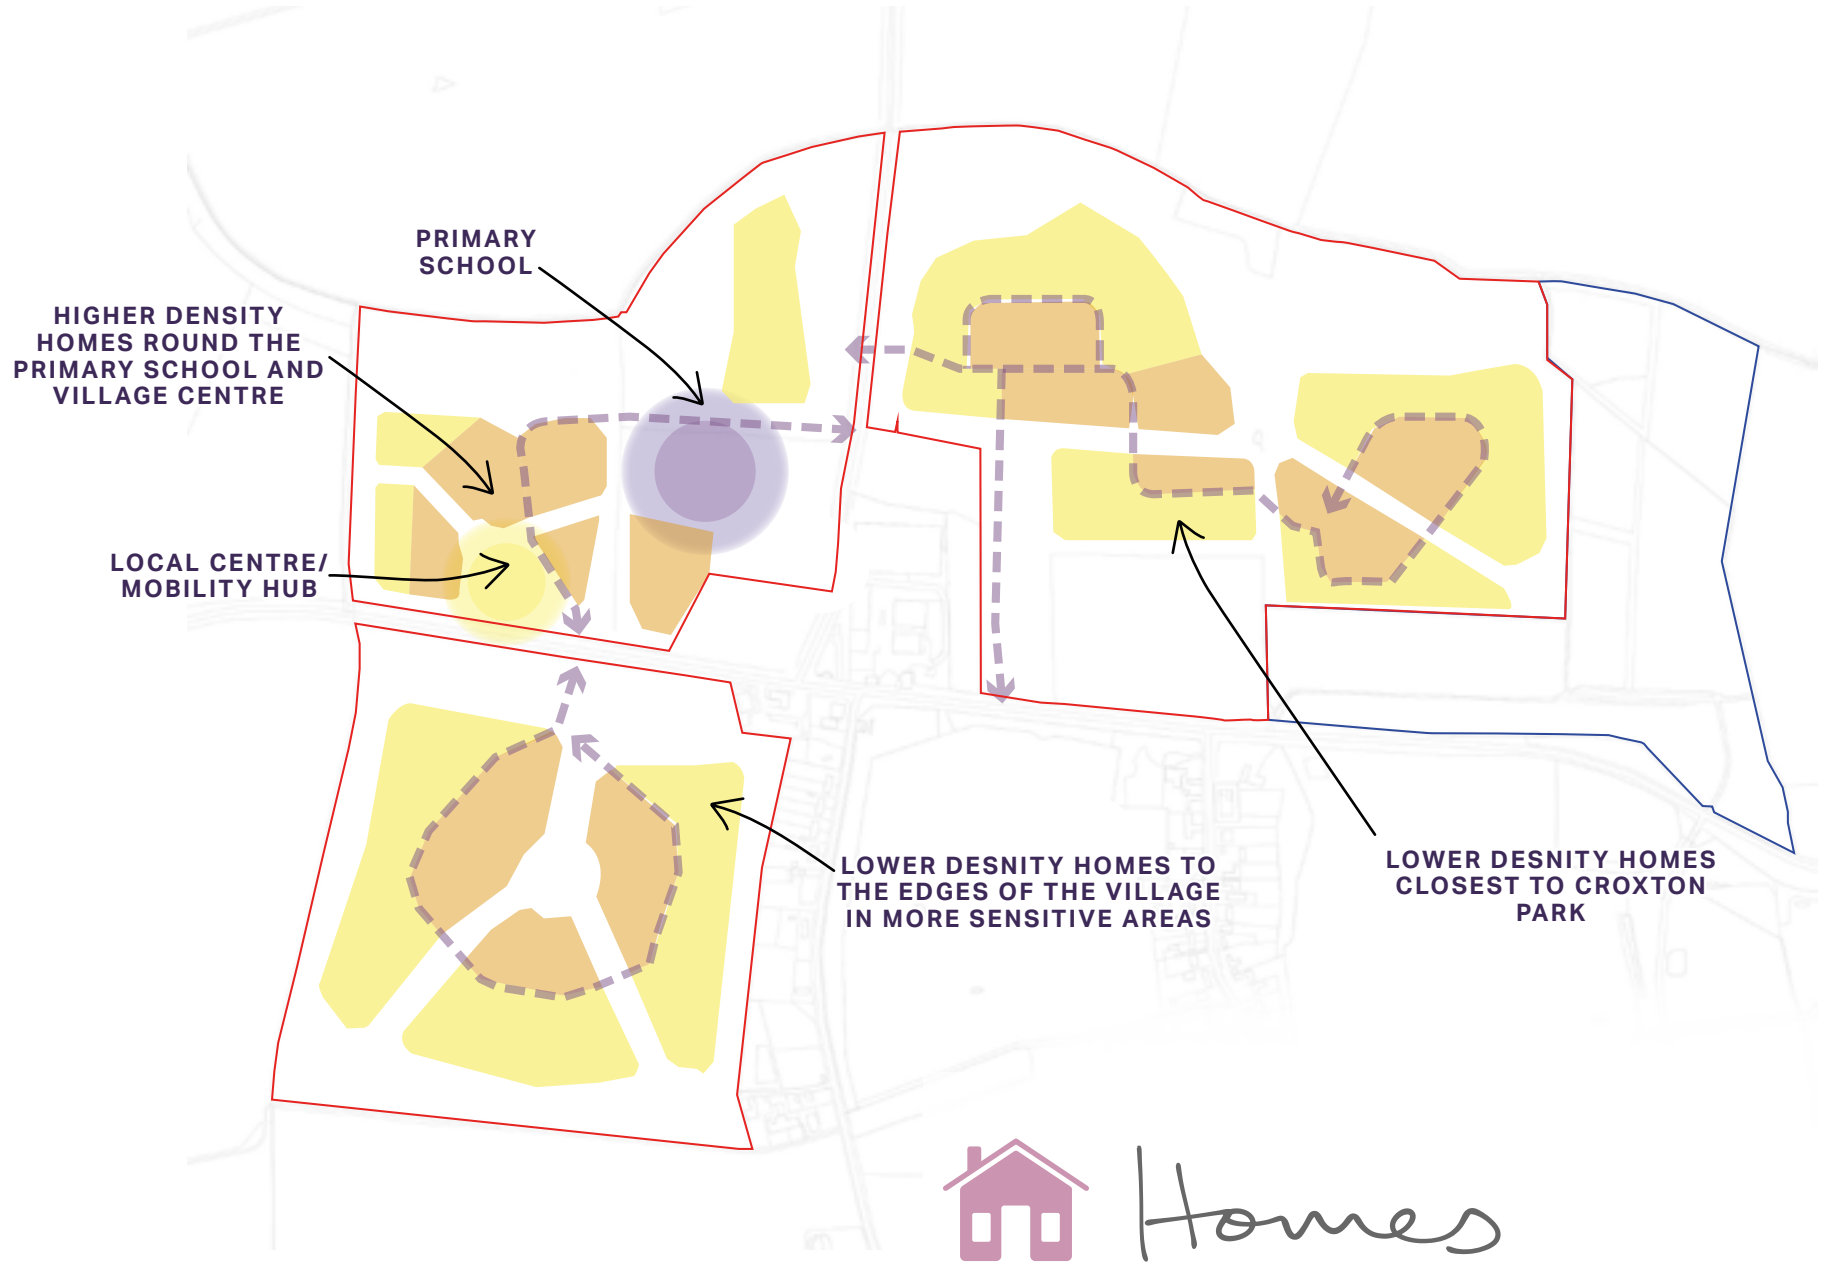 PRIMARY
SCHOOL
HIGHER DENSITY
HOMES ROUND THE
PRIMARY SCHOOL AND
VILLAGE CENTRE
LOCAL CENTRE/
MOBILITY HUB
LOWER DESNITY HOMES TO
THE EDGES OF THE VILLAGE
IN MORE SENSITIVE AREAS
LOWER DESNITY HOMES
CLOSEST TO CROXTON
PARK
Homes